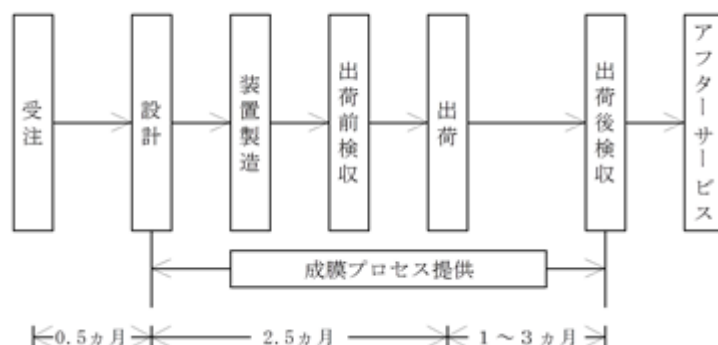 受注
設計
装置製造
出荷前検収
出荷
出荷後検収
アフターサービス
成膜プロセス提供
0.5ヵ月
2.5ヵ月
1～3ヵ月